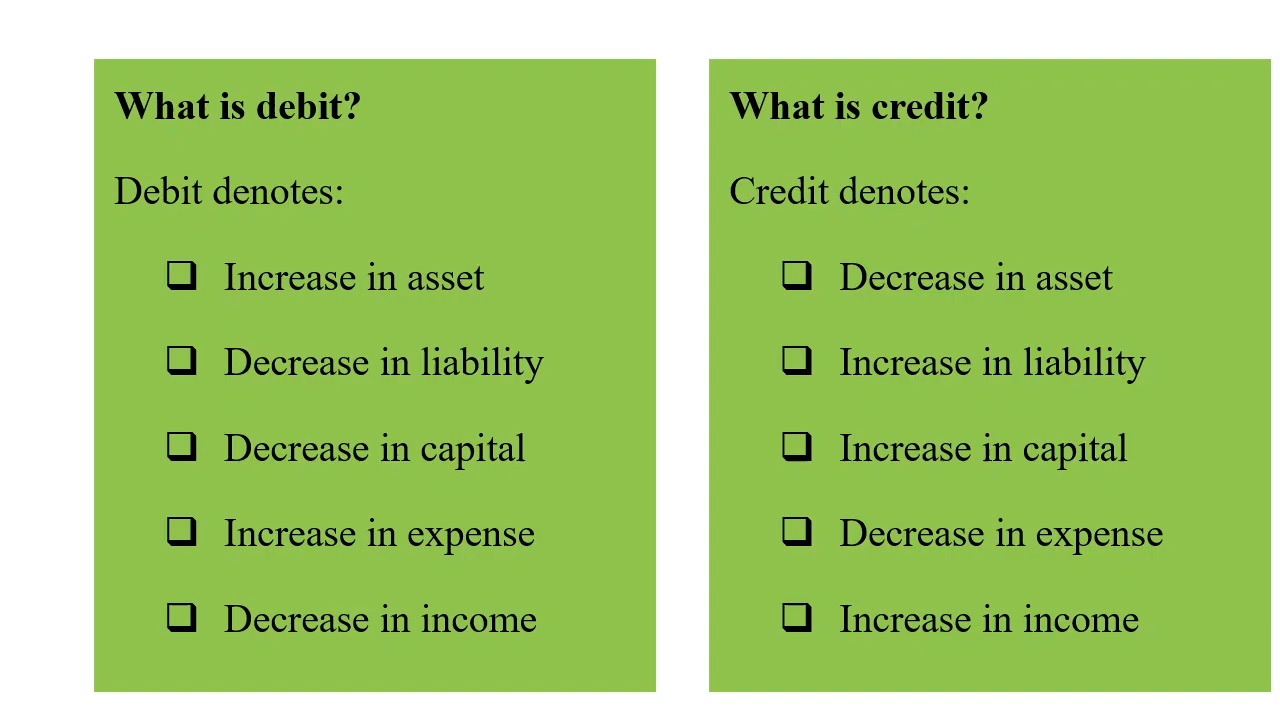 What is debit?
Debit denotes:
❑ Increase in asset
❑ Decrease in liability
❑ Decrease in capital
❑ Increase in expense
❑ Decrease in income
What is credit?
Credit denotes:
❑ Decrease in asset
❑ Increase in liability
❑ Increase in capital
❑ Decrease in expense
❑ Increase in income